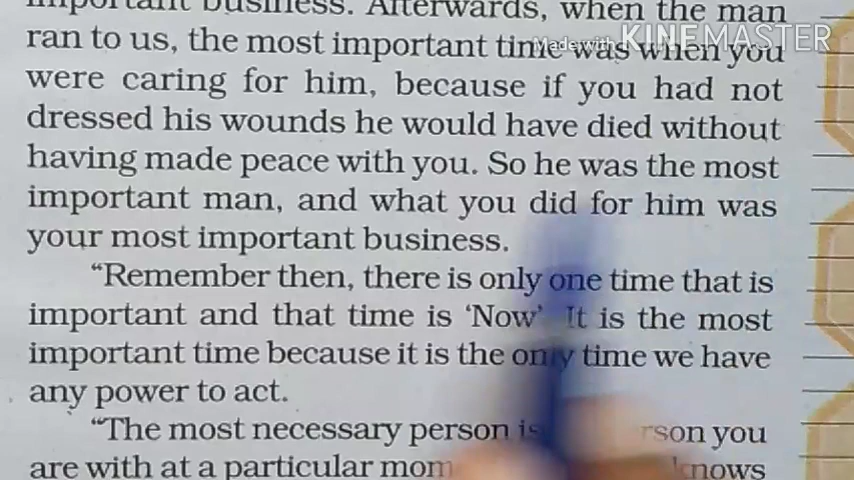 important business. Afterwards, when the man
ran to us, the most important time was when you
were caring for him, because if you had not
dressed his wounds he would have died without
having made peace with you. So he was the most
important man, and what you did for him was
your most important business.
“Remember then, there is only one time that is
important and that time is ‘Now’ It is the most
important time because it is the only time we have
any power to act.
“The most necessary person is
you
are with at a particular
knows
Made with KINEMASTER